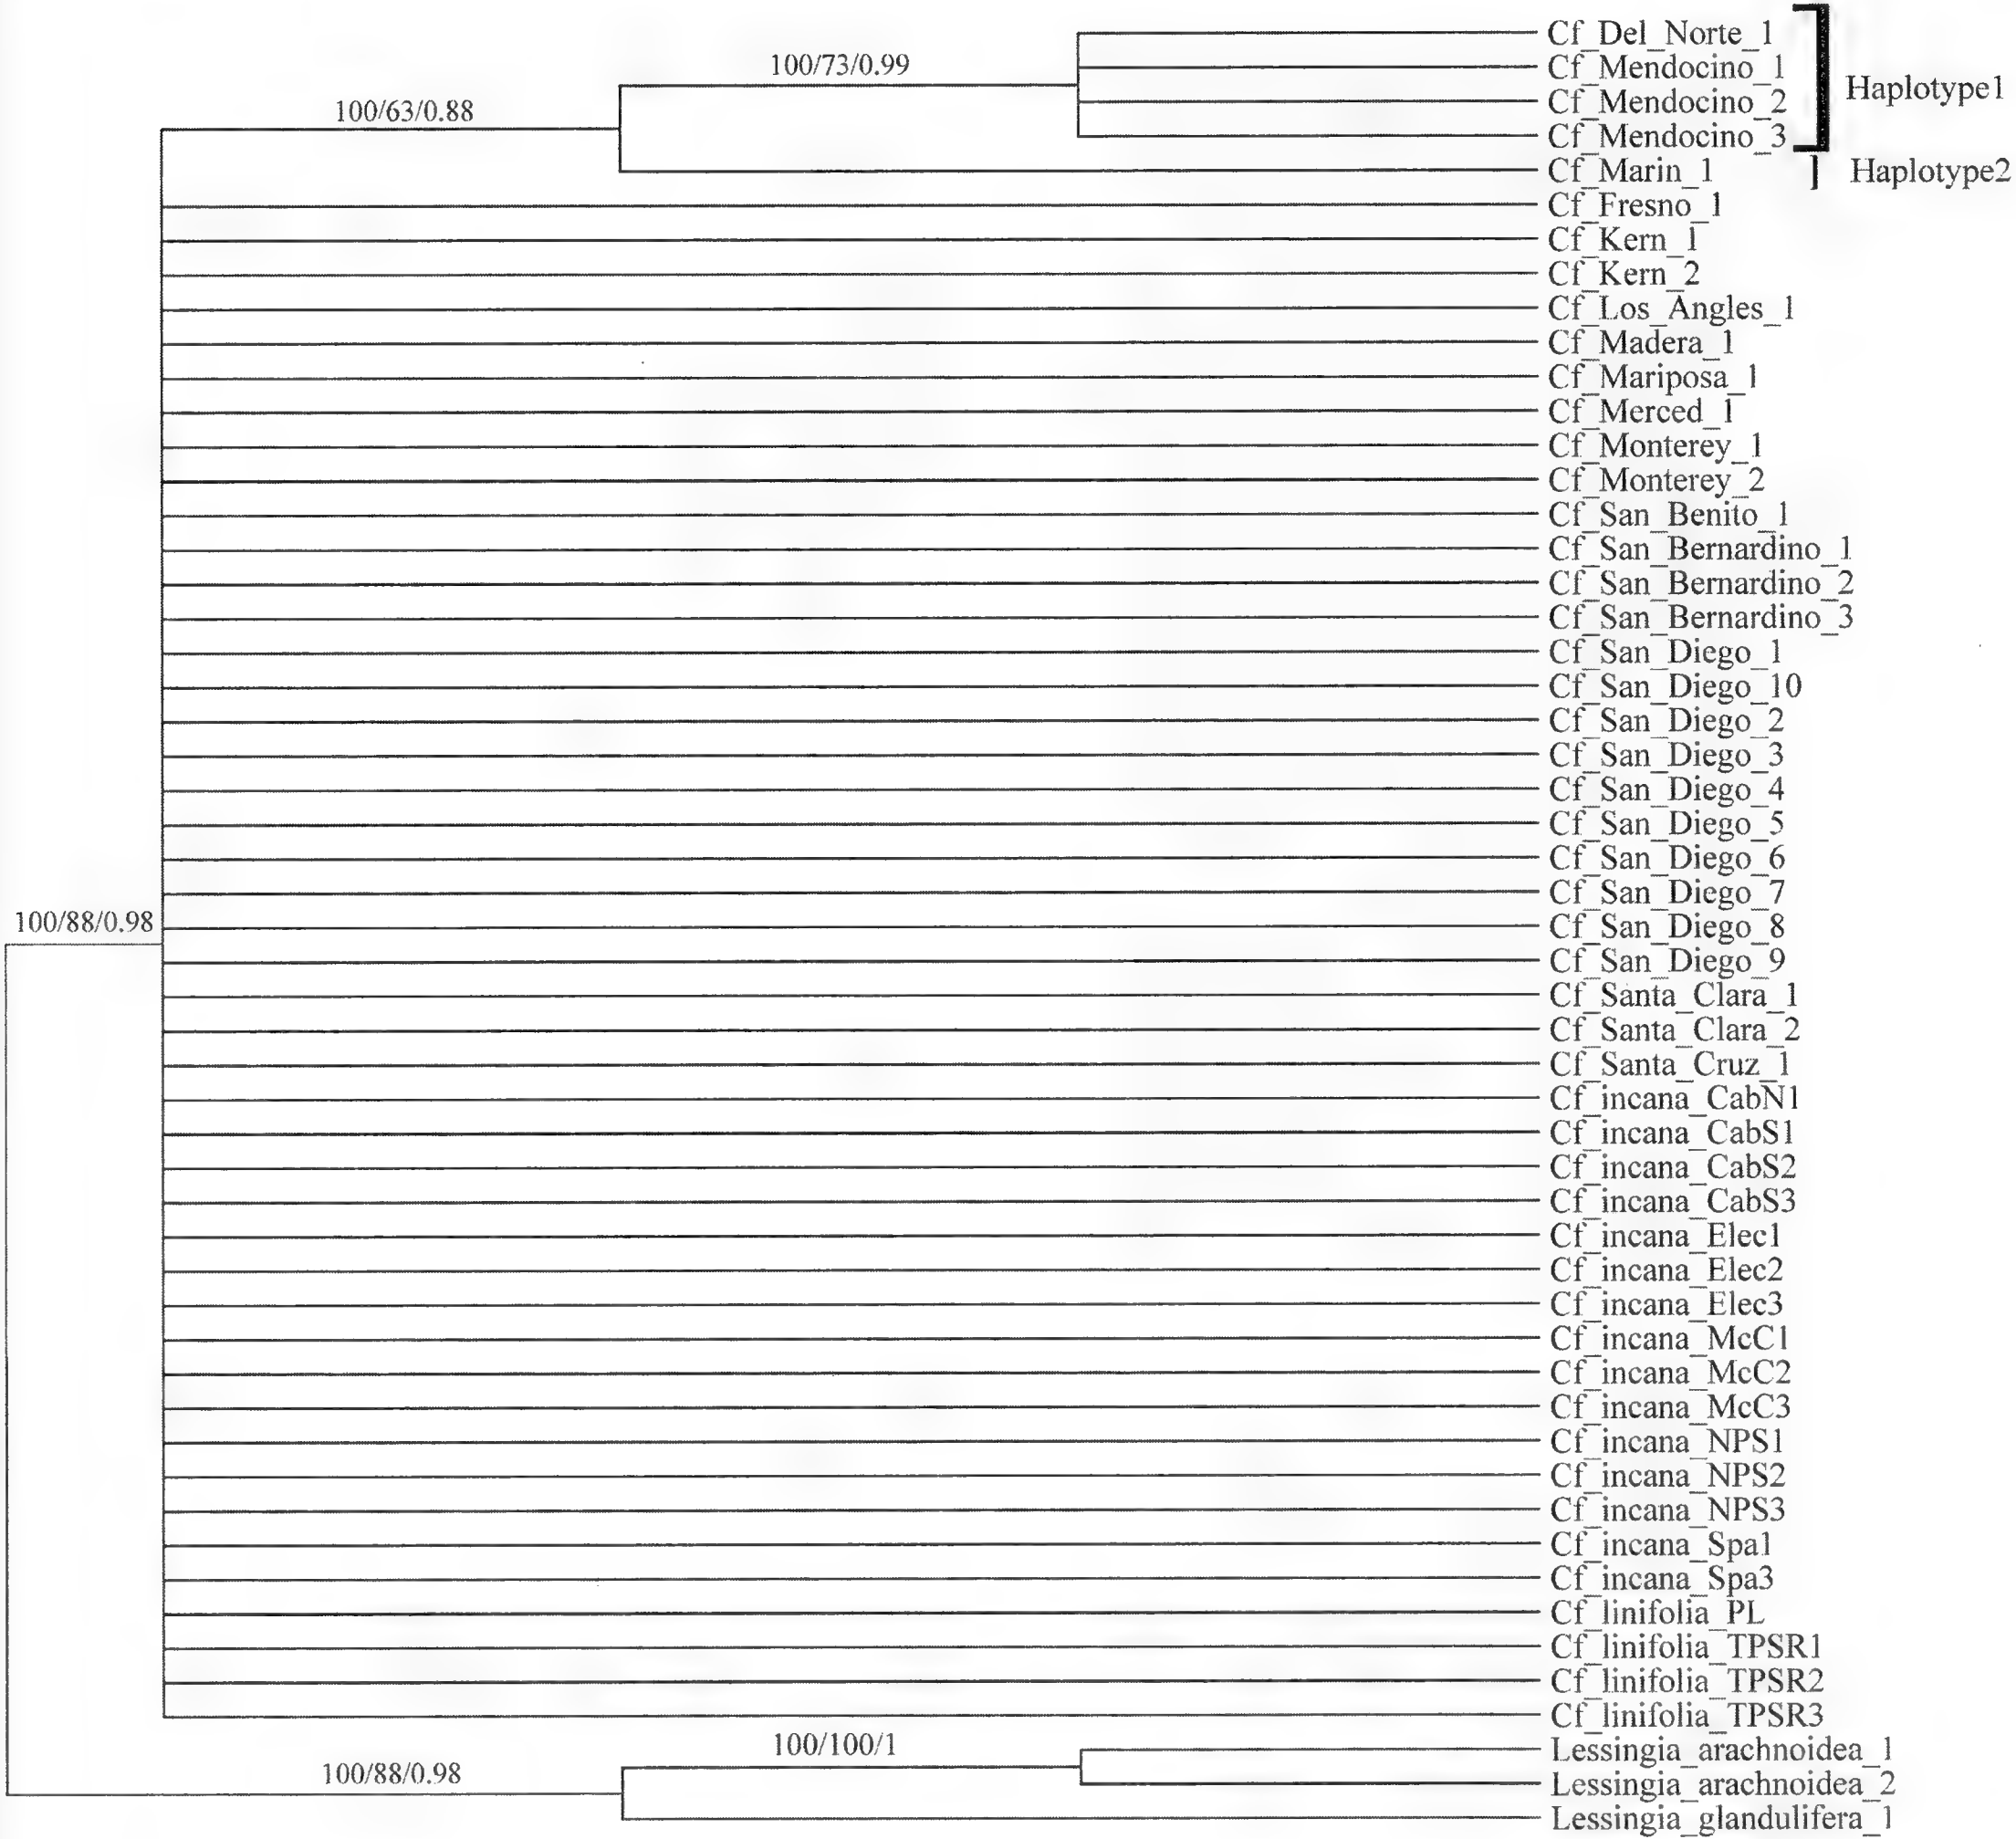 Cf_Del_Norte_1
100/73/0.99
Cf_Mendocino_1
Haplotype1
100/63/0.88
Cf_Mendocino_2
Cf_Mendocino_3
Cf_Marin_1
Haplotype2
Cf_Fresno_1
Cf_Kern_1
Cf_Kern_2
Cf_Los_Angles_1
Cf_Madera_1
Cf_Mariposa_1
Cf_Merced_1
Cf_Monterey_1
Cf_Monterey_2
Cf_San_Benito_1
Cf_San_Bernardino_1
Cf_San_Bernardino_2
Cf_San_Bernardino_3
Cf_San_Diego_1
Cf_San_Diego_10
Cf_San_Diego_2
Cf_San_Diego_3
Cf_San_Diego_4
Cf_San_Diego_5
Cf_San_Diego_6
Cf_San_Diego_7
100/88/0.98
Cf_San_Diego_8
Cf_San_Diego_9
Cf_Santa_Clara_1
Cf_Santa_Clara_2
Cf_Santa_Cruz_1
Cf_incana_CabN1
Cf_incana_CabS1
Cf_incana_CabS2
Cf_incana_CabS3
Cf_incana_Elec1
Cf_incana_Elec2
Cf_incana_Elec3
Cf_incana_McC1
Cf_incana_McC2
Cf_incana_McC3
Cf_incana_NPS1
Cf_incana_NPS2
Cf_incana_NPS3
Cf_incana_Spa1
Cf_incana_Spa3
Cf_linifolia_PL
Cf_linifolia_TPSR1
Cf_linifolia_TPSR2
Cf_linifolia_TPSR3
100/100/1
Lessingia_arachnoidea_1
100/88/0.98
Lessingia_arachnoidea_2
Lessingia_glandulifera_1